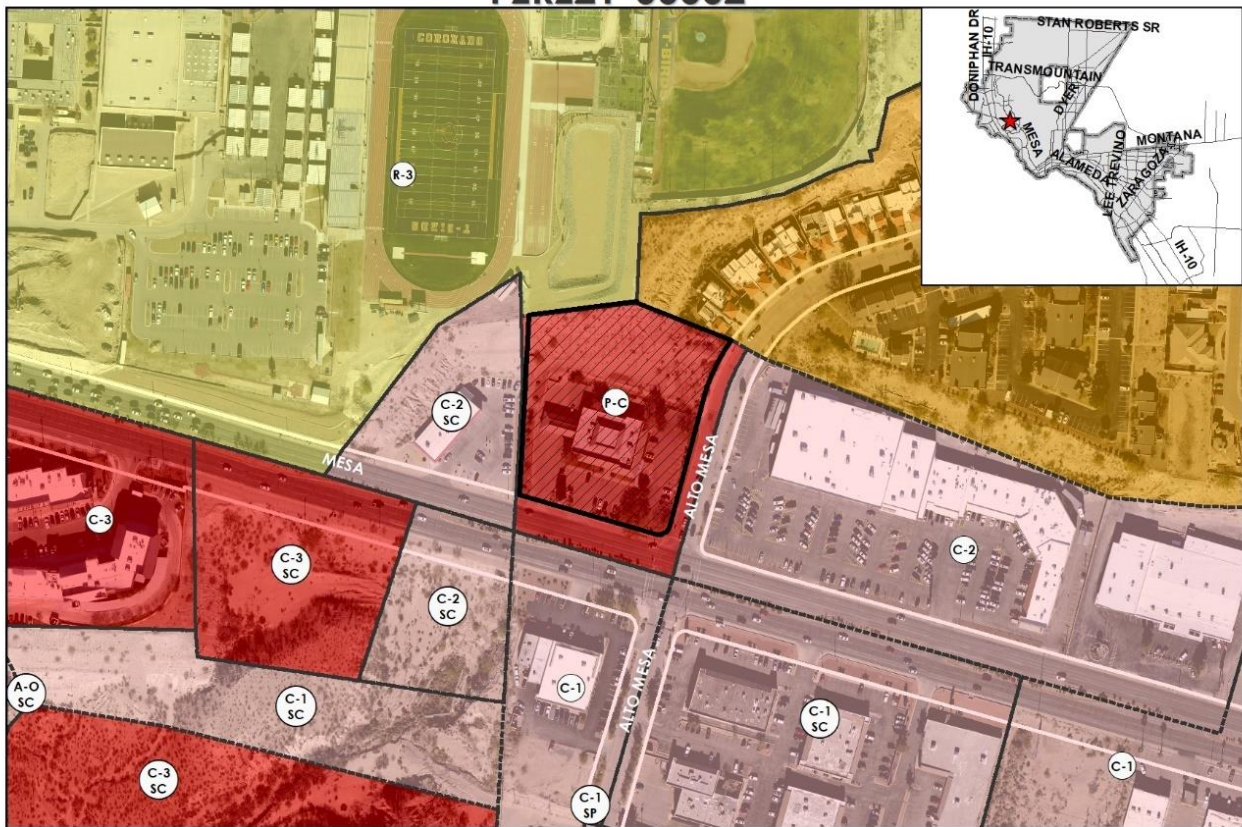 CORONADO
T-BIRDS
R-3
P-C
C-2
SC
MESA
ALTO MESA
C-3
C-3
SC
C-2
SC
C-2
A-O
SC
C-1
SC
C-1
ALTO MESA
C-1
SC
C-1
C-3
SC
C-1
SP
STAN ROBERTS SR
DONIPHAN DR
IH-10
TRANSMOUNTAIN
DYER
MESA
MONTANA
ALAMEDA
LEE TREVINO
ZARAGOZA
IH-10